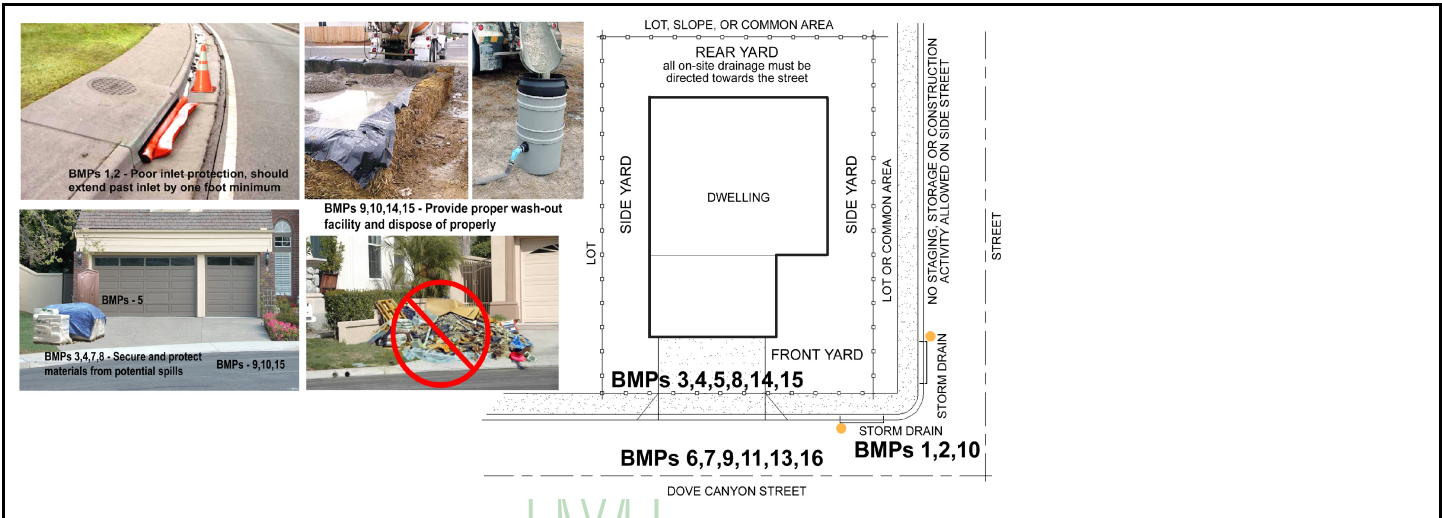 BMPs 1,2 - Poor inlet protection, should
extend past inlet by one foot minimum
BMPs 9,10,14,15 - Provide proper wash-out
facility and dispose of properly
BMPs - 5
BMPs 3,4,7,8 - Secure and protect
materials from potential spills
BMPs - 9,10,15
LOT, SLOPE, OR COMMON AREA
REAR YARD
all on-site drainage must be
directed towards the street
SIDE YARD
DWELLING
SIDE YARD
LOT
LOT OR COMMON AREA
NO STAGING, STORAGE OR CONSTRUCTION
ACTIVITY ALLOWED ON SIDE STREET
STREET
FRONT YARD
BMPs 3,4,5,8,14,15
STORM DRAIN
STORM DRAIN
BMPs 1,2,10
BMPs 6,7,9,11,13,16
DOVE CANYON STREET